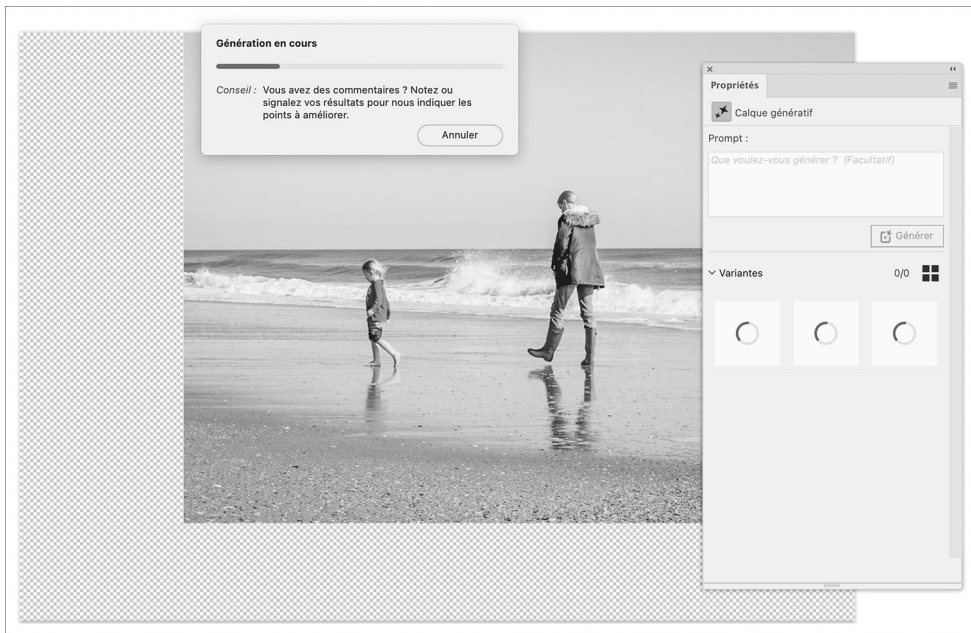 Génération en cours
Conseil : Vous avez des commentaires ? Notez ou
signalez vos résultats pour nous indiquer les
points à améliorer.
Annuler
Propriétés
Calque génératif
Prompt :
Que voulez-vous générer ? (Facultatif)
Générer
Variantes 0/0